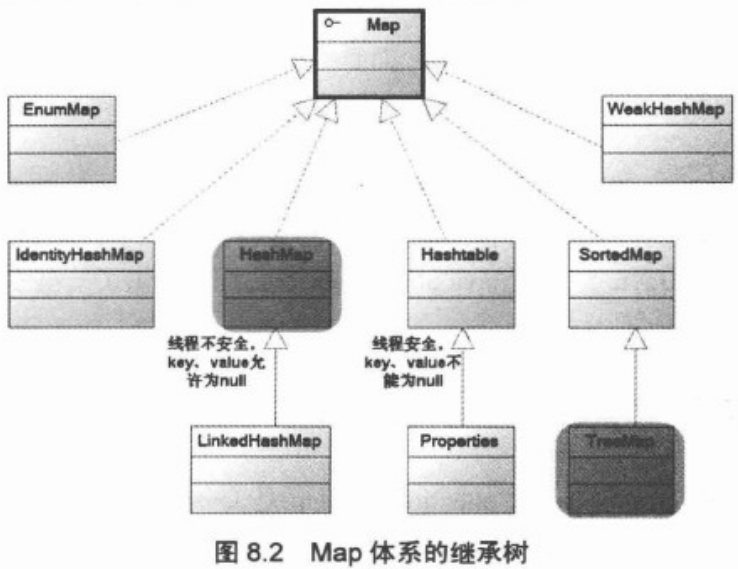 Map
EnumMap
WeakHashMap
IdentityHashMap
HashMap
Hashtable
SortedMap
线程不安全，
key、value允
许为null
线程安全，
key、value不
能为null
LinkedHashMap
Properties
TreeMap
图 8.2 Map 体系的继承树